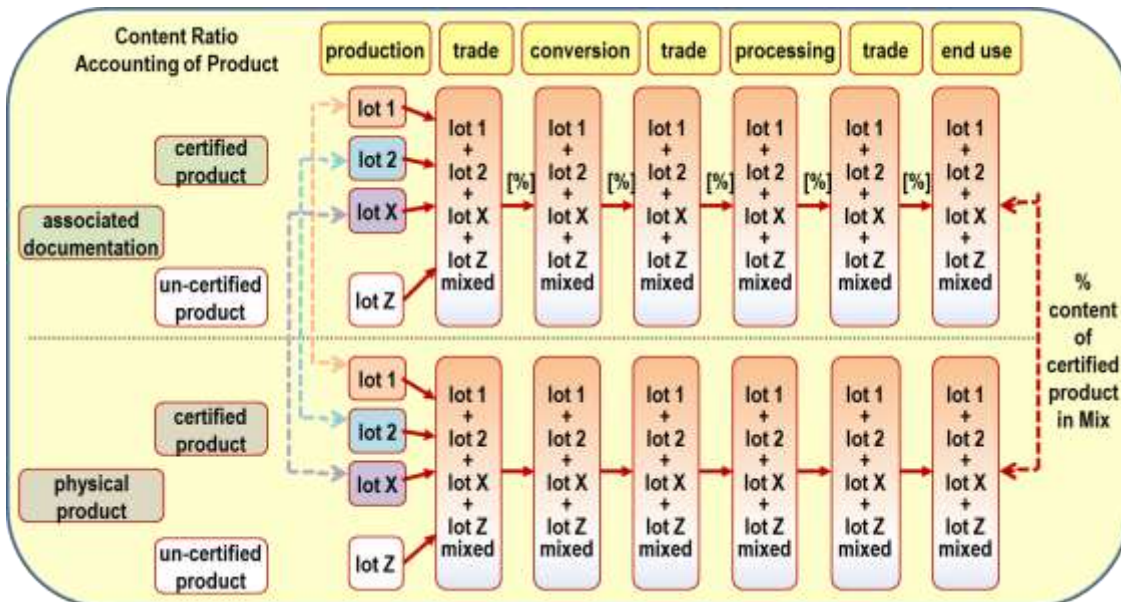 Content Ratio
Accounting of Product
production
trade
conversion
trade
processing
trade
end use
certified
product
associated
documentation
un-certified
product
lot 1
lot 2
lot X
lot Z
lot 1
+
lot 2
+
lot X
+
lot Z
mixed
[%]
lot 1
+
lot 2
+
lot X
+
lot Z
mixed
[%]
lot 1
+
lot 2
+
lot X
+
lot Z
mixed
[%]
lot 1
+
lot 2
+
lot X
+
lot Z
mixed
[%]
lot 1
+
lot 2
+
lot X
+
lot Z
mixed
[%]
lot 1
+
lot 2
+
lot X
+
lot Z
mixed
%
content
of
certified
product
in Mix
certified
product
physical
product
un-certified
product
lot 1
lot 2
lot X
lot Z
lot 1
+
lot 2
+
lot X
+
lot Z
mixed
lot 1
+
lot 2
+
lot X
+
lot Z
mixed
lot 1
+
lot 2
+
lot X
+
lot Z
mixed
lot 1
+
lot 2
+
lot X
+
lot Z
mixed
lot 1
+
lot 2
+
lot X
+
lot Z
mixed
lot 1
+
lot 2
+
lot X
+
lot Z
mixed